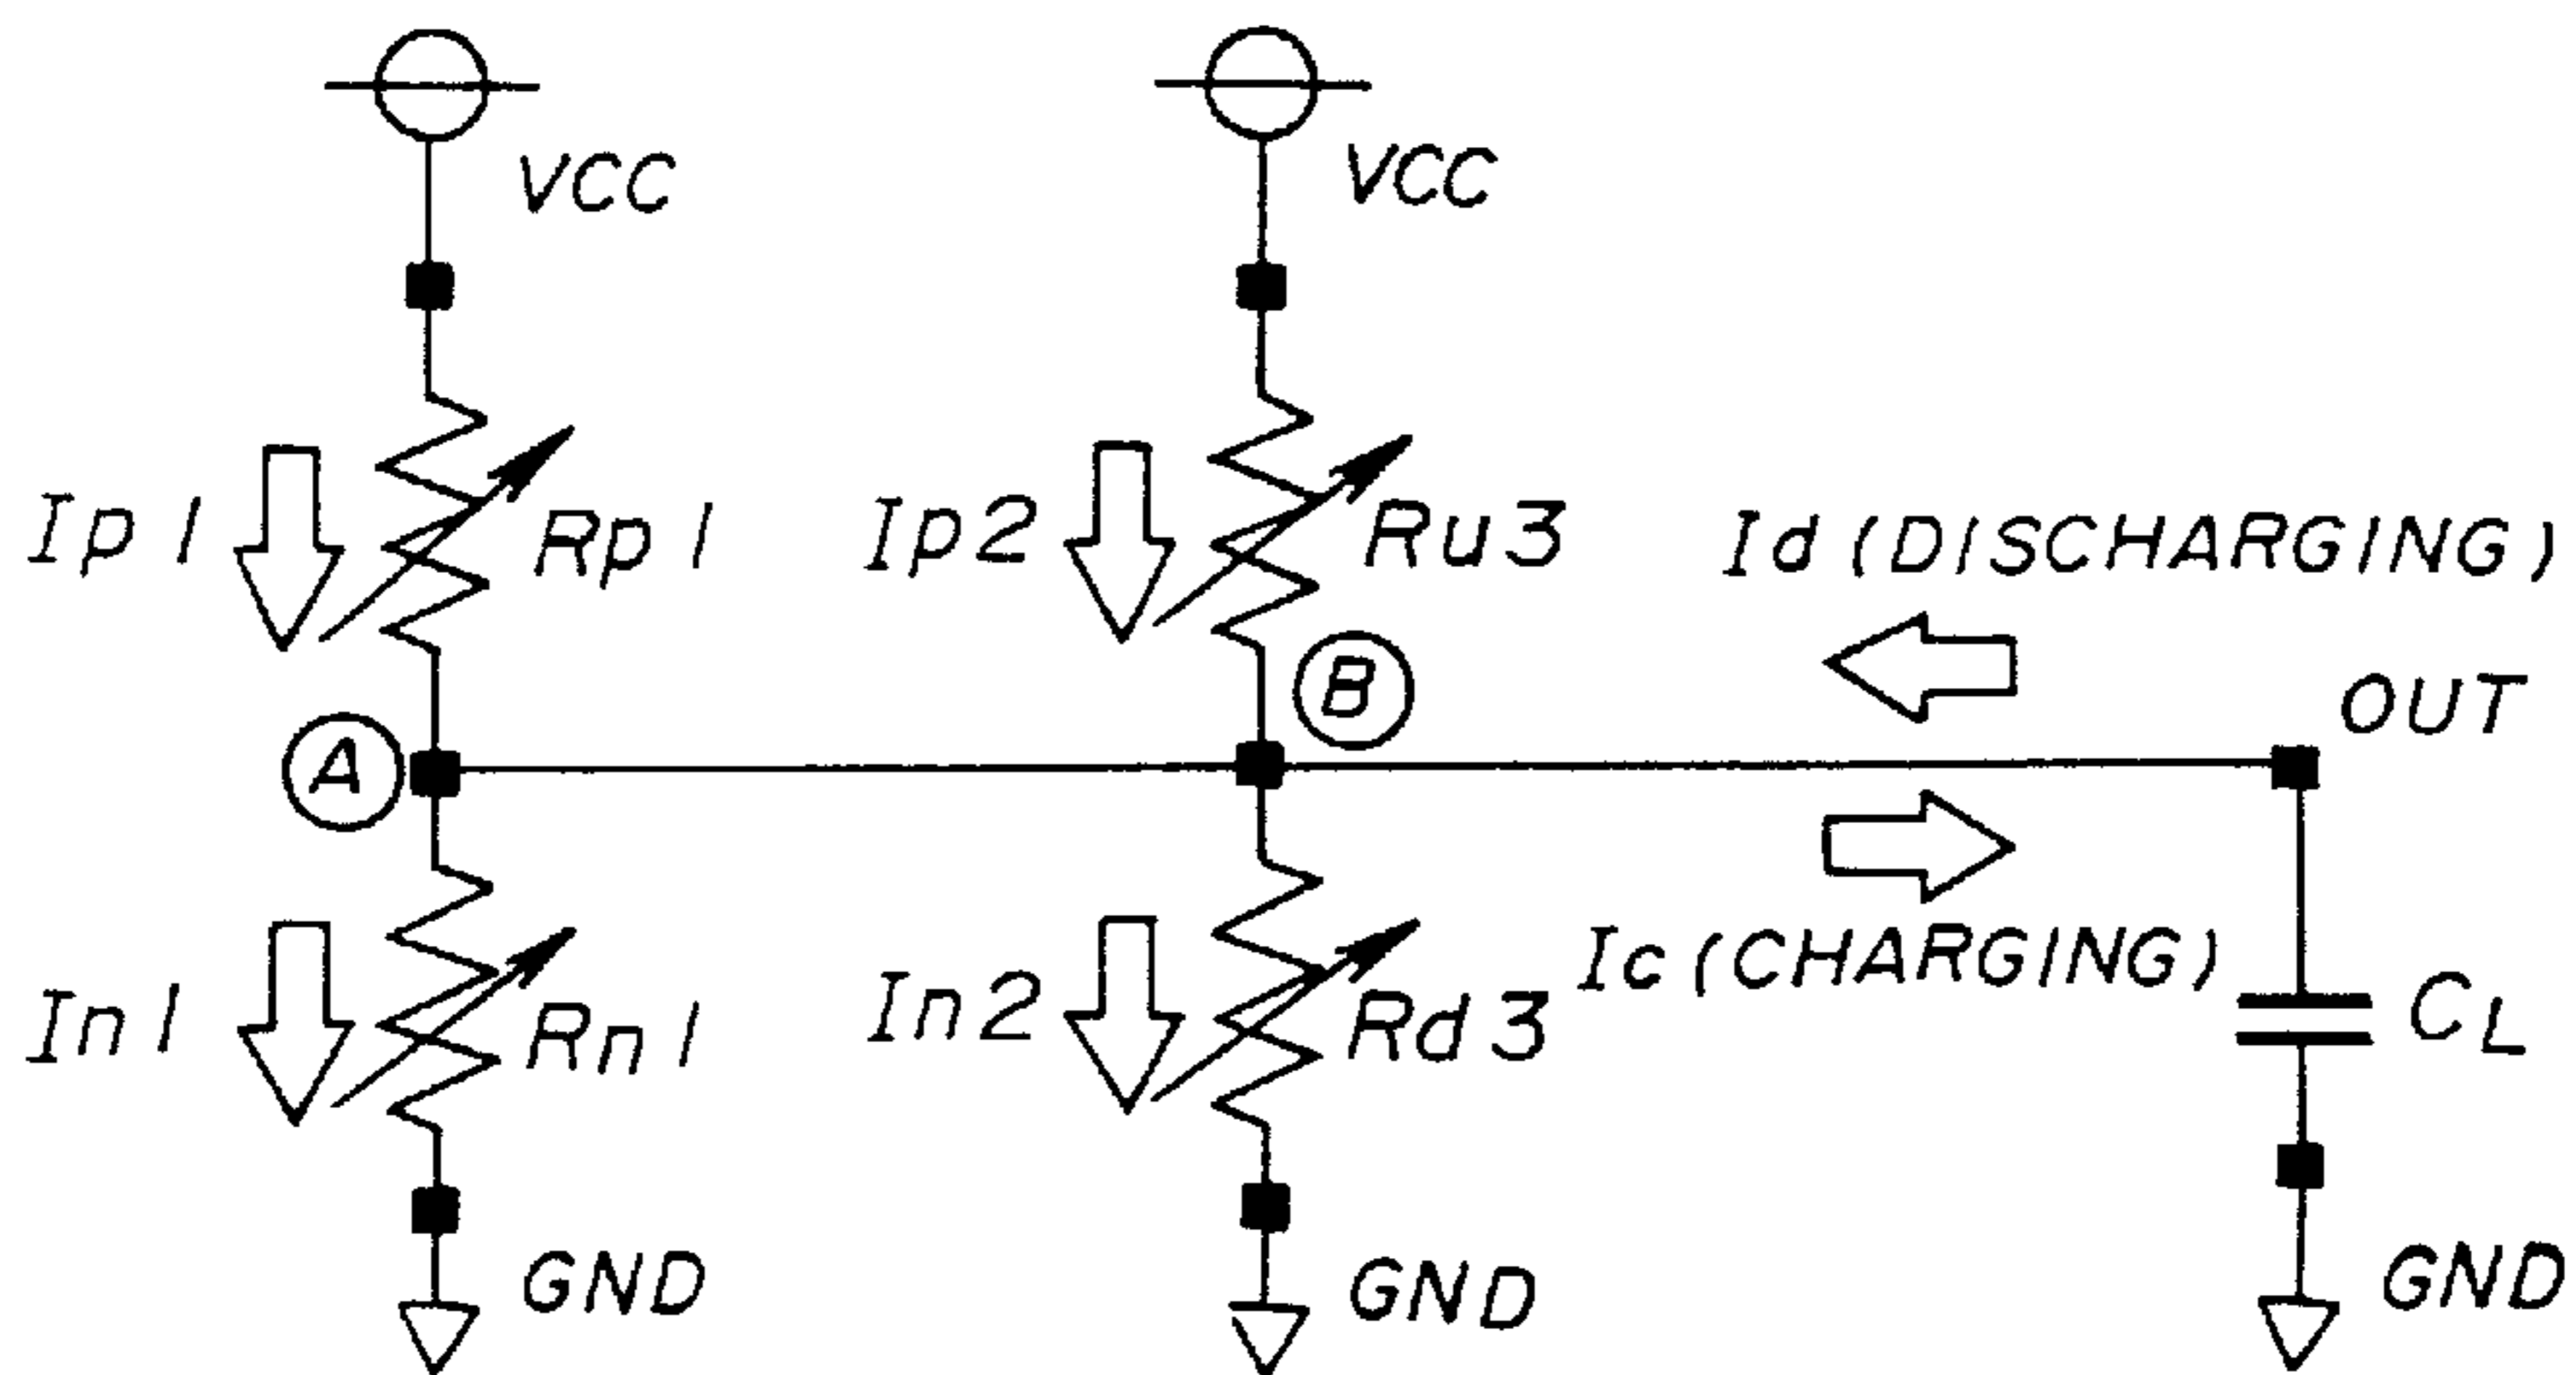 VCC
VCC
Ip1
Rp1
Ip2
Ru3
Id (DISCHARGING)
B
OUT
A
In1
Rn1
In2
Rd3
Ic (CHARGING)
CL
GND
GND
GND